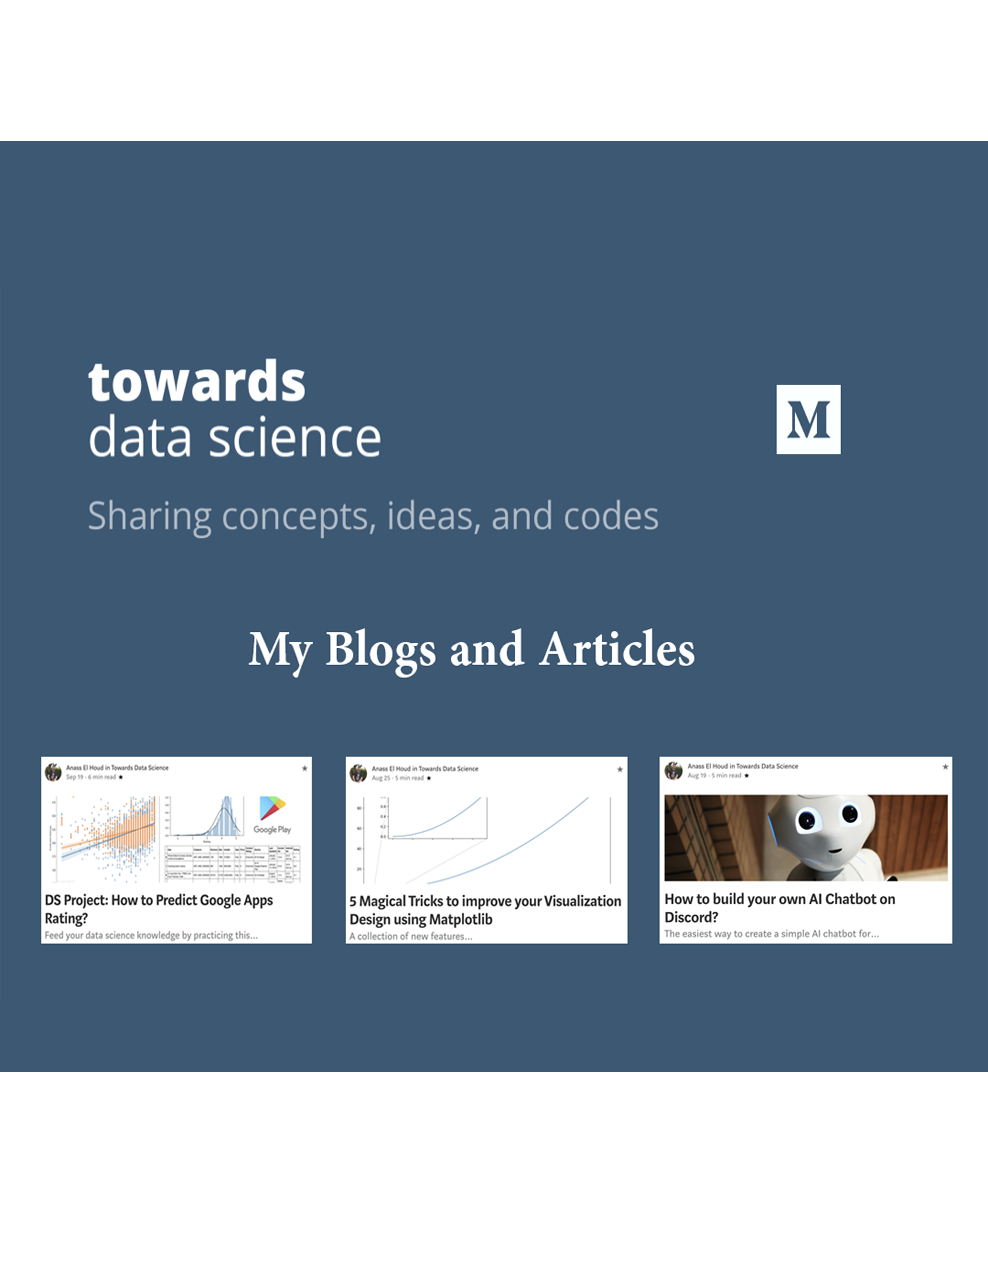 towards
data science
M
Sharing concepts, ideas, and codes
My Blogs and Articles
Anass El Houd in Towards Data Science
Sep 19 · 6 min read ★
Google Play
DS Project: How to Predict Google Apps
Rating?
Feed your data science knowledge by practicing this...
Anass El Houd in Towards Data Science
Aug 25 · 5 min read ★
5 Magical Tricks to improve your Visualization
Design using Matplotlib
A collection of new features...
Anass El Houd in Towards Data Science
Aug 19 · 5 min read ★
How to build your own AI Chatbot on
Discord?
The easiest way to create a simple AI chatbot for...